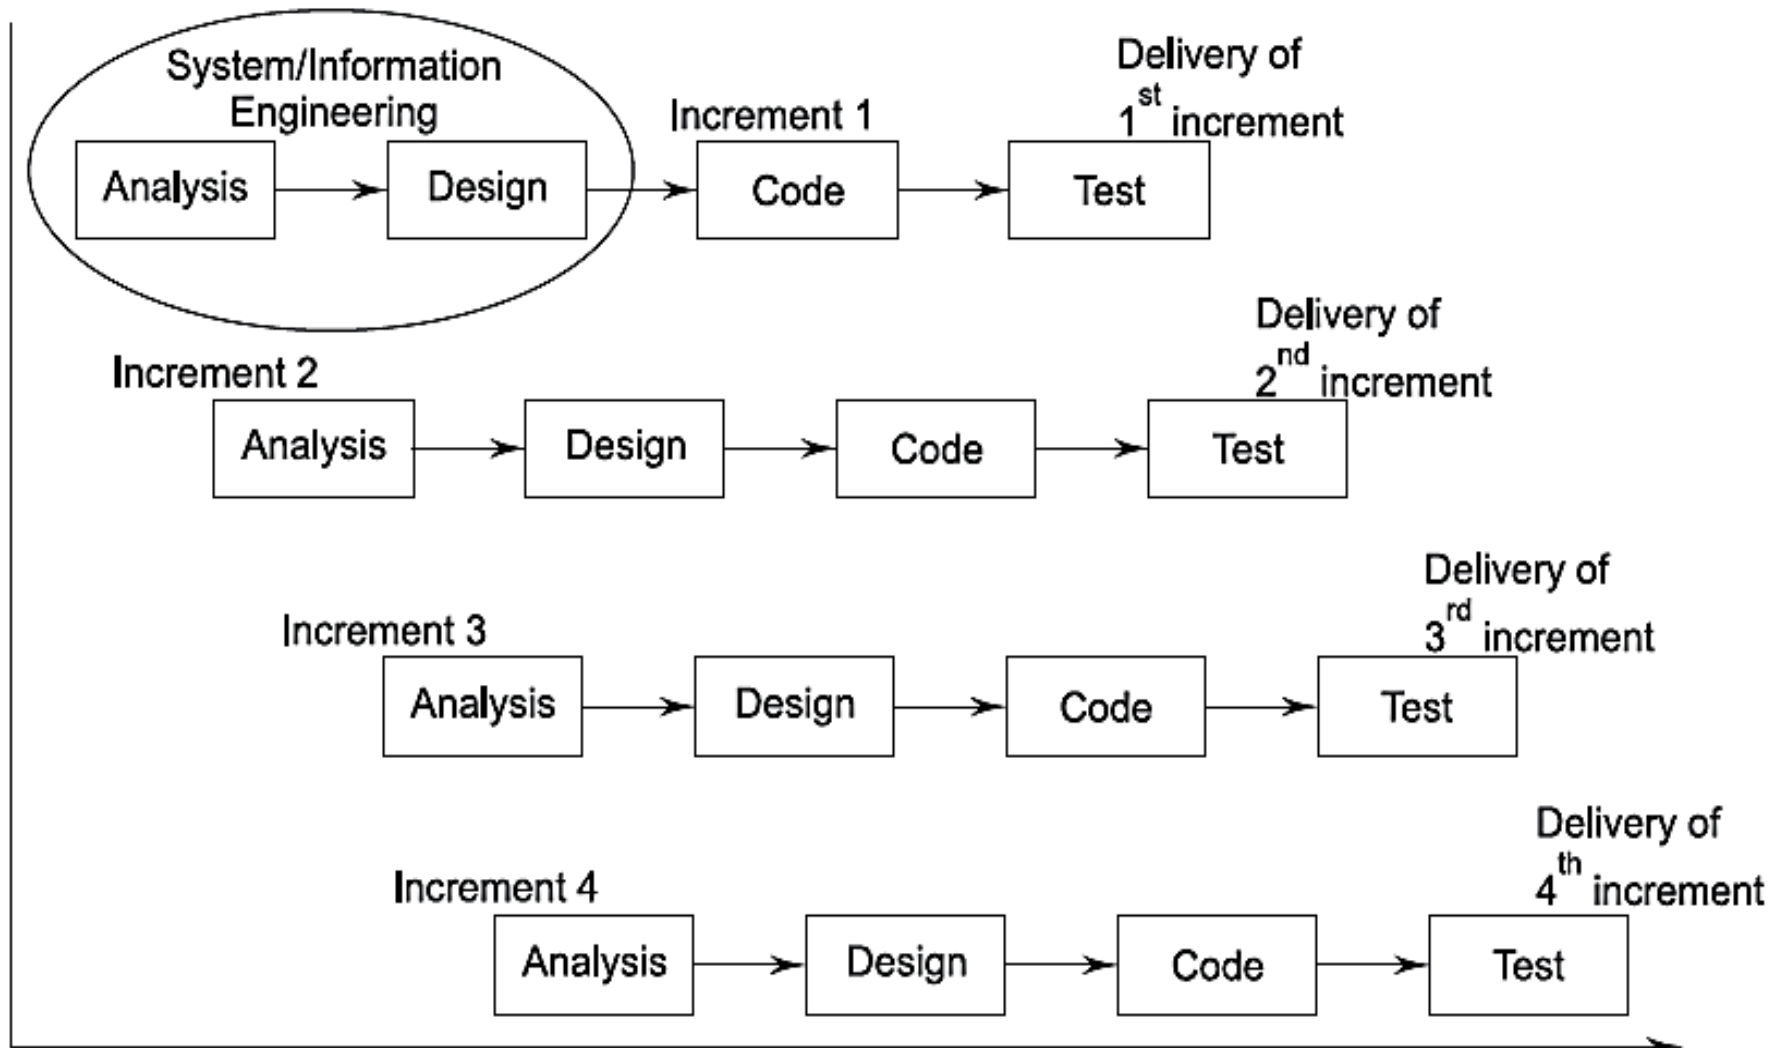 System/Information
Engineering
Delivery of
1st increment
Increment 1
Analysis
Design
Code
Test
Delivery of
2nd increment
Increment 2
Analysis
Design
Code
Test
Delivery of
3rd increment
Increment 3
Analysis
Design
Code
Test
Delivery of
4th increment
Increment 4
Analysis
Design
Code
Test